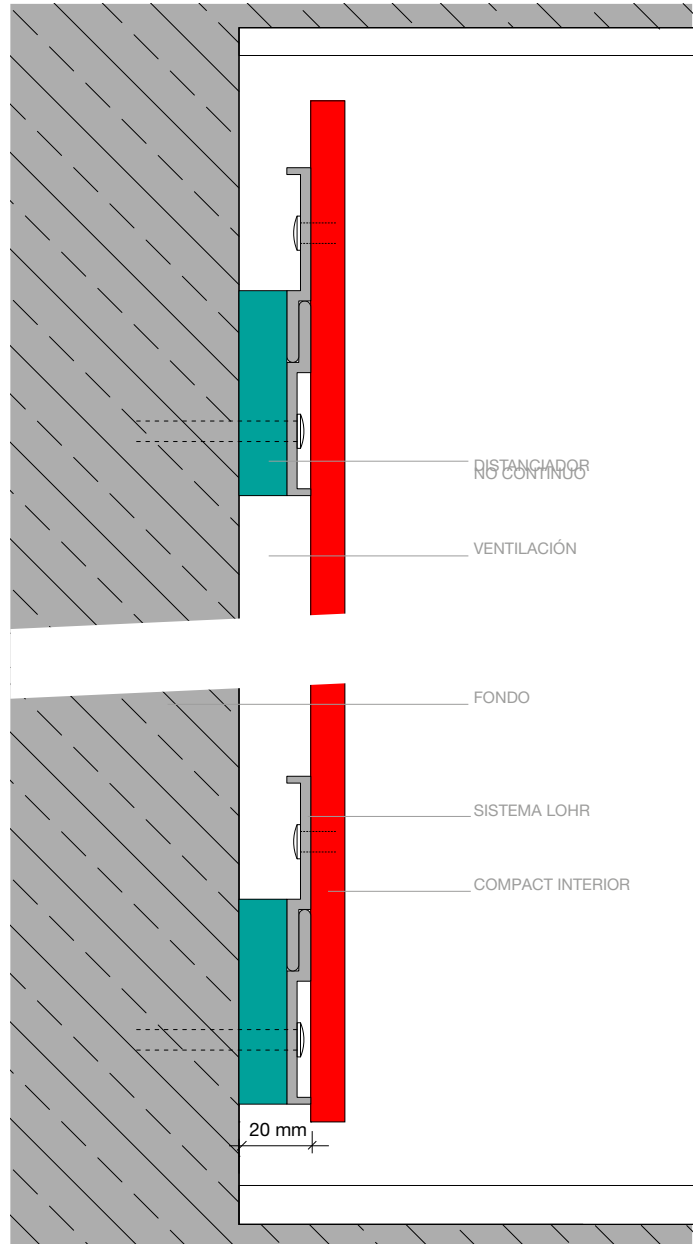 DISTANCIADOR
NO CONTINUO
VENTILACIÓN
FONDO
SISTEMA LOHR
COMPACT INTERIOR
20 mm